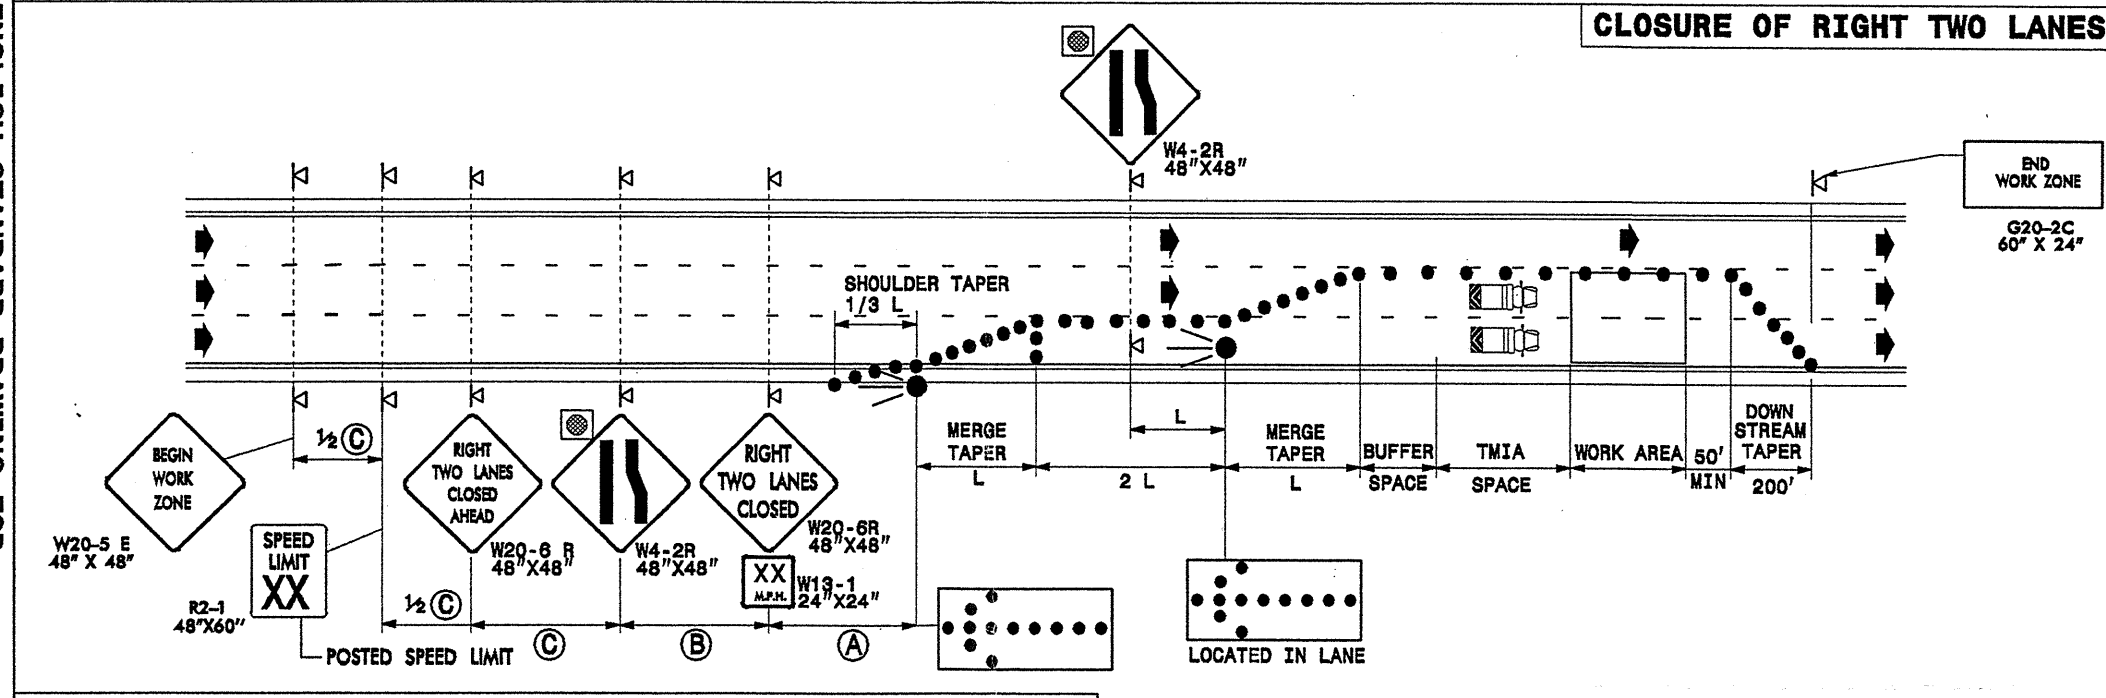 CLOSURE OF RIGHT TWO LANES
W4-2R
48"X48"
END
WORK ZONE
G20-2C
60" X 24"
SHOULDER TAPER
1/3 L
½ C
BEGIN
WORK
ZONE
W20-5 E
48" X 48"
SPEED
LIMIT
XX
R2-1
48"X60"
POSTED SPEED LIMIT
RIGHT
TWO LANES
CLOSED
AHEAD
W20-6 R
48"X48"
W4-2R
48"X48"
RIGHT
TWO LANES
CLOSED
W20-6R
48"X48"
XX
M.P.H.
W13-1
24"X24"
½ C
C
B
A
MERGE
TAPER
L
L
2 L
MERGE
TAPER
L
BUFFER
SPACE
TMIA
SPACE
WORK AREA
50'
MIN
DOWN
STREAM
TAPER
200'
LOCATED IN LANE